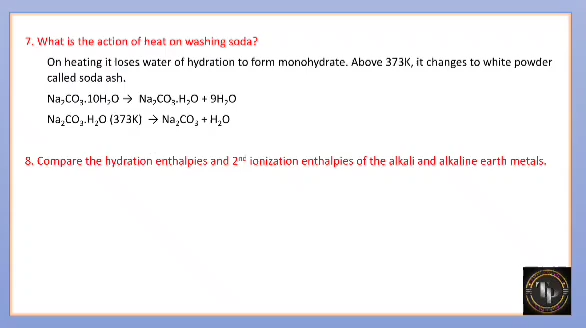 7. What is the action of heat on washing soda?
On heating it loses water of hydration to form monohydrate. Above 373K, it changes to white powder
called soda ash.
Na₂CO₃.10H₂O → Na₂CO₃.H₂O + 9H₂O
Na₂CO₃.H₂O (373K) → Na₂CO₃ + H₂O
8. Compare the hydration enthalpies and 2ⁿᵈ ionization enthalpies of the alkali and alkaline earth metals.